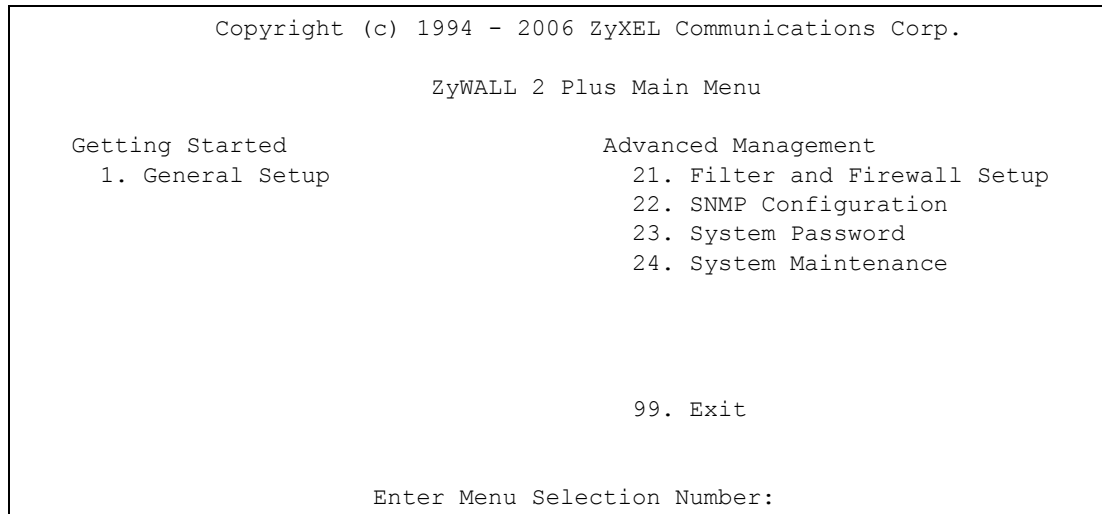 Copyright (c) 1994 - 2006 ZyXEL Communications Corp.
ZyWALL 2 Plus Main Menu
Getting Started
1. General Setup
Advanced Management
21. Filter and Firewall Setup
22. SNMP Configuration
23. System Password
24. System Maintenance
99. Exit
Enter Menu Selection Number: